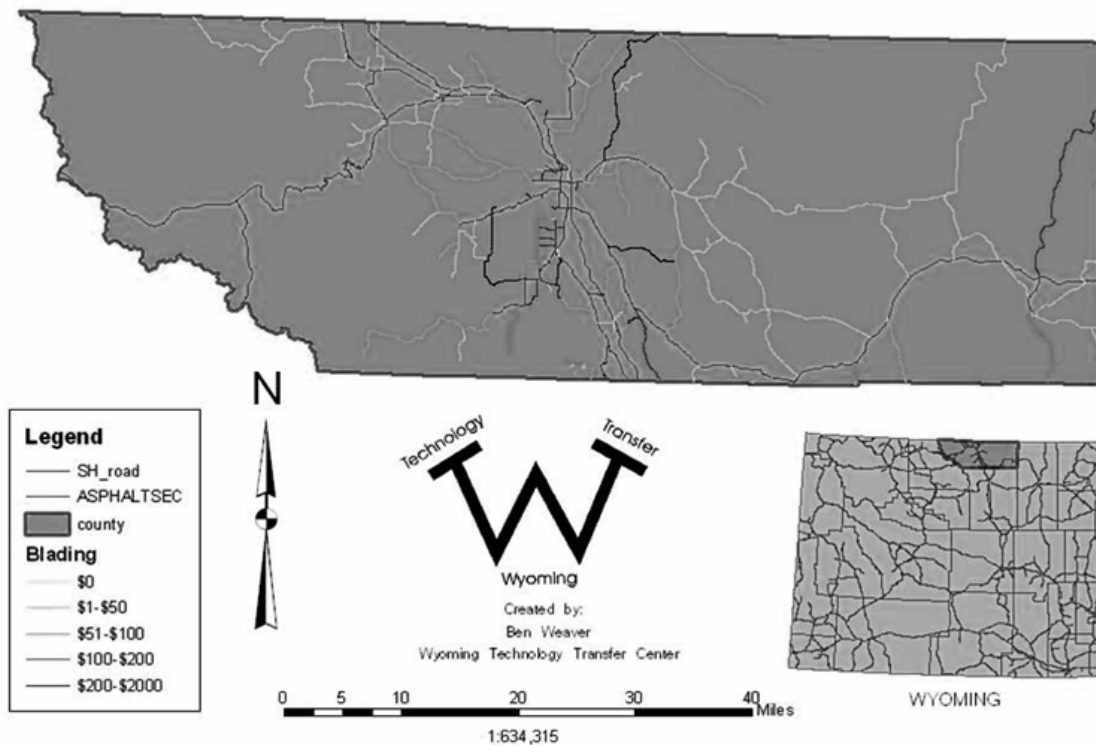 N
Legend
SH_road
ASPHALTSEC
county
Blading
$0
$1-$50
$51-$100
$100-$200
$200-$2000
Technology
Transfer
Wyoming
Created by:
Ben Weaver
Wyoming Technology Transfer Center
0 5 10 20 30 40
Miles
1:634,315
WYOMING